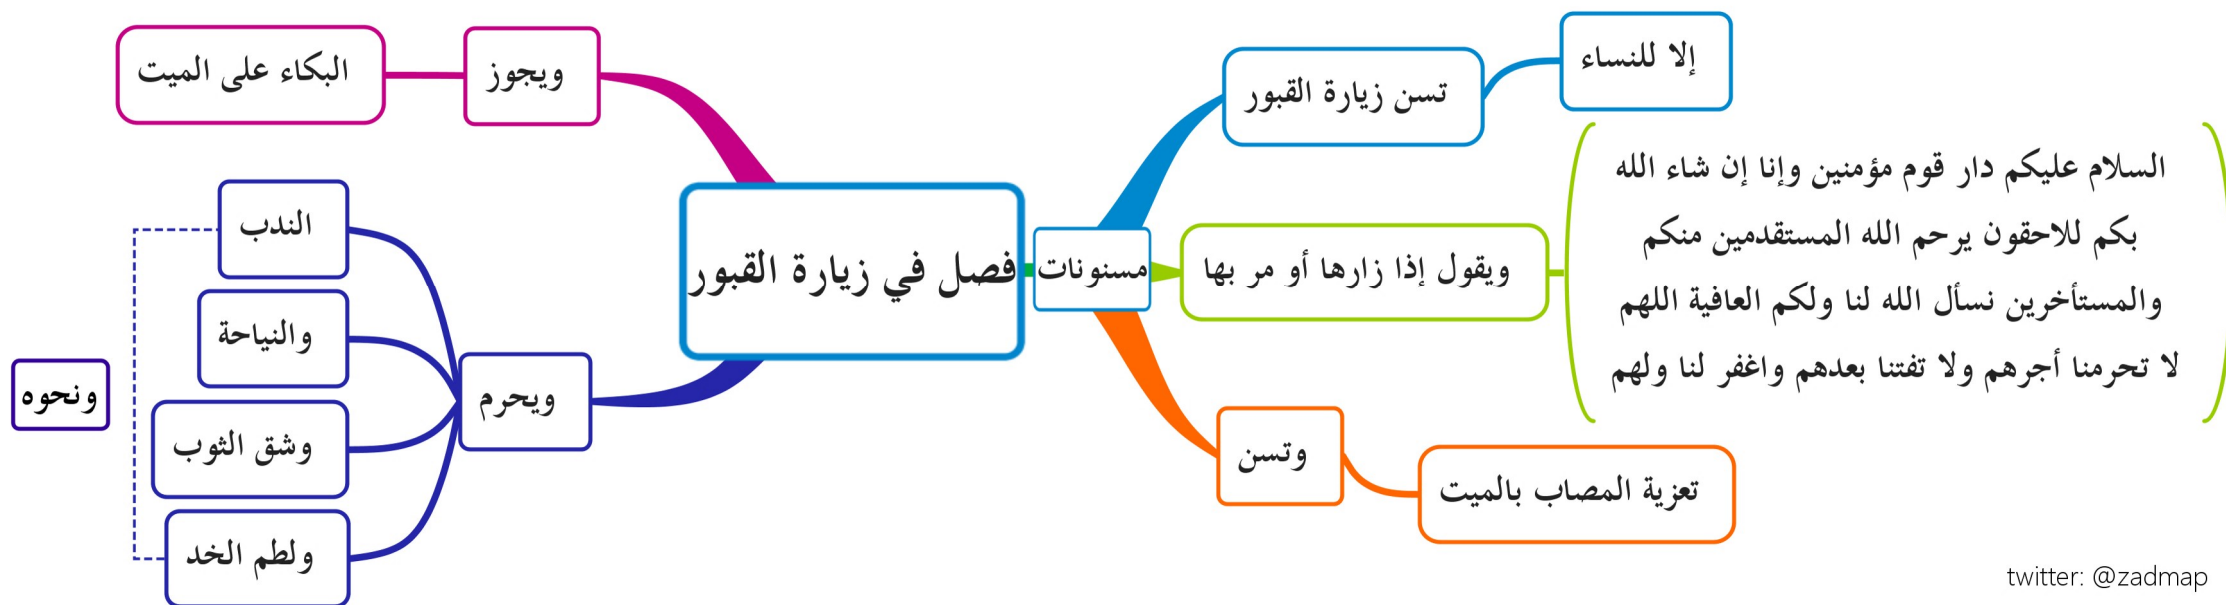 فصل في زيارة القبور
مسنونات
تسن زيارة القبور
إلا للنساء
ويقول إذا زارها أو مر بها
السلام عليكم دار قوم مؤمنين وإنا إن شاء الله
بكم للاحقون يرحم الله المستقدمين منكم
والمستأخرين نسأل الله لنا ولكم العافية اللهم
لا تحرمنا أجرهم ولا تفتنا بعدهم واغفر لنا ولهم
وتسن
تعزية المصاب بالميت
ويجوز
البكاء على الميت
ويحرم
الندب
والنياحة
وشق الثوب
ولطم الخد
ونحوه
twitter: @zadmap